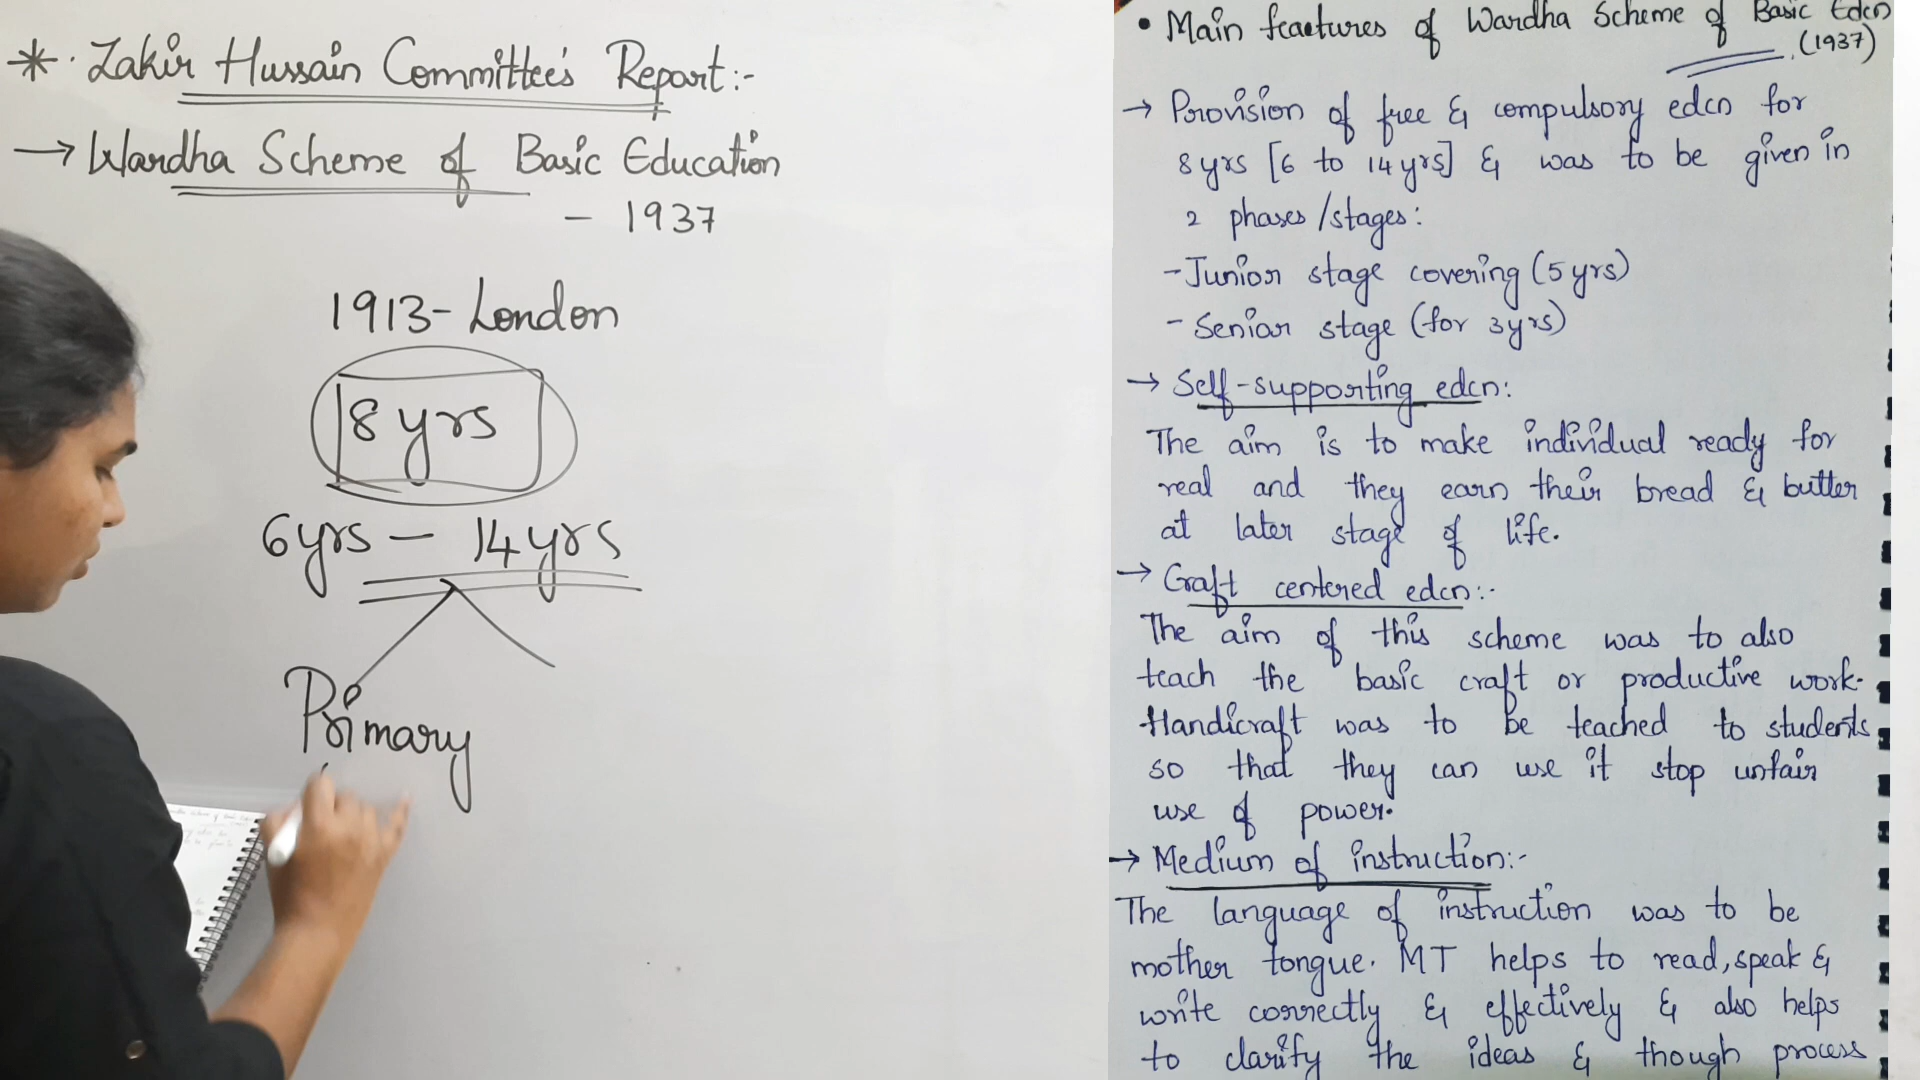 * Zakir Hussain Committee's Report:-
→ Wardha Scheme of Basic Education
- 1937
1913 - London
8 yrs
6 yrs - 14 yrs
Primary
• Main feactures of Wardha Scheme of Basic Edcn
(1937)
→ Provision of free & compulsory edcn for
8 yrs [6 to 14 yrs] & was to be given in
2 phases/stages:
- Junior stage covering (5 yrs)
- Senior stage (for 3 yrs)
→ Self-supporting edcn:
The aim is to make individual ready for
real and they earn their bread & butter
at later stage of life.
→ Craft centered edcn:-
The aim of this scheme was to also
teach the basic craft or productive work.
Handicraft was to be teached to students
so that they can use it stop unfair
use of power.
→ Medium of instruction:-
The language of instruction was to be
mother tongue. MT helps to read, speak &
write correctly & effectively & also helps
to clarify the ideas & though process